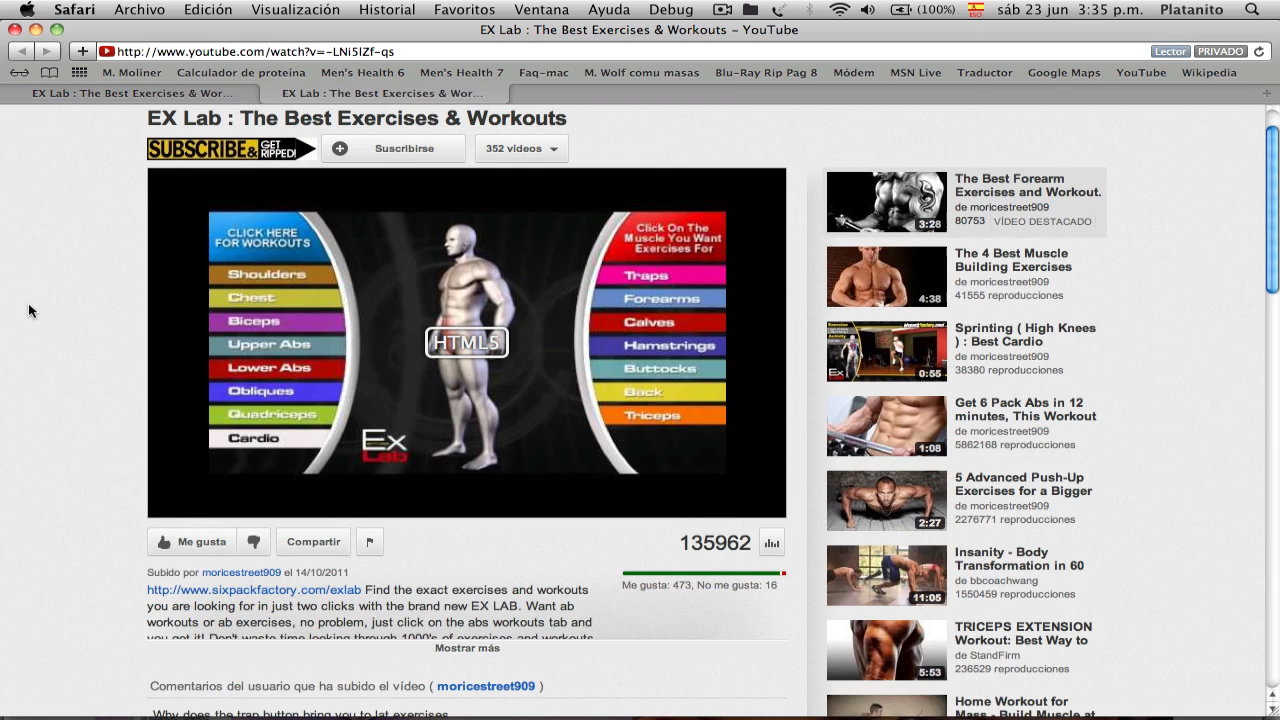 Safari Archivo Edición Visualización Historial Favoritos Ventana Ayuda Debug (100%) ISO sáb 23 jun 3:35 p.m. Platanito
EX Lab : The Best Exercises & Workouts – YouTube
http://www.youtube.com/watch?v=-LNi5lZf-qs Lector PRIVADO
M. Moliner Calculador de proteína Men's Health 6 Men's Health 7 Faq-mac M. Wolf comu masas Blu-Ray Rip Pag 8 Módem MSN Live Traductor Google Maps YouTube Wikipedia
EX Lab : The Best Exercises & Wor... EX Lab : The Best Exercises & Wor...
EX Lab : The Best Exercises & Workouts
SUBSCRIBE & GET RIPPED! Suscribirse 352 vídeos
CLICK HERE
FOR WORKOUTS
Shoulders
Chest
Biceps
Upper Abs
Lower Abs
Obliques
Quadriceps
Cardio
HTML5
Ex
Lab
Click On The
Muscle You Want
Exercises For
Traps
Forearms
Calves
Hamstrings
Buttocks
Back
Triceps
Me gusta Compartir 135962
Subido por moricestreet909 el 14/10/2011
Me gusta: 473, No me gusta: 16
http://www.sixpackfactory.com/exlab Find the exact exercises and workouts
you are looking for in just two clicks with the brand new EX LAB. Want ab
workouts or ab exercises, no problem, just click on the abs workouts tab and
you got it! Don't waste time looking through 1000's of exercises and workouts
Mostrar más
Comentarios del usuario que ha subido el vídeo ( moricestreet909 )
Why does the trap button bring you to lat exercises
3:28
The Best Forearm
Exercises and Workout.
de moricestreet909
80753 VÍDEO DESTACADO
4:38
The 4 Best Muscle
Building Exercises
de moricestreet909
41555 reproducciones
0:55
Sprinting ( High Knees
) : Best Cardio
de moricestreet909
38380 reproducciones
1:08
Get 6 Pack Abs in 12
minutes, This Workout
de moricestreet909
5862168 reproducciones
2:27
5 Advanced Push-Up
Exercises for a Bigger
de moricestreet909
2276771 reproducciones
11:05
Insanity - Body
Transformation in 60
de bbcoachwang
1550459 reproducciones
5:53
TRICEPS EXTENSION
Workout: Best Way to
de StandFirm
236529 reproducciones
Home Workout for
Mass - Build Muscle at